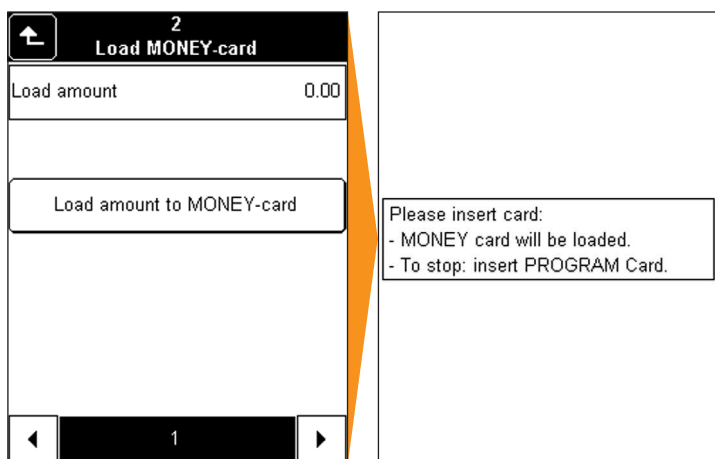 2
Load MONEY-card
Load amount 0.00
Load amount to MONEY-card
1
Please insert card:
- MONEY card will be loaded.
- To stop: insert PROGRAM Card.